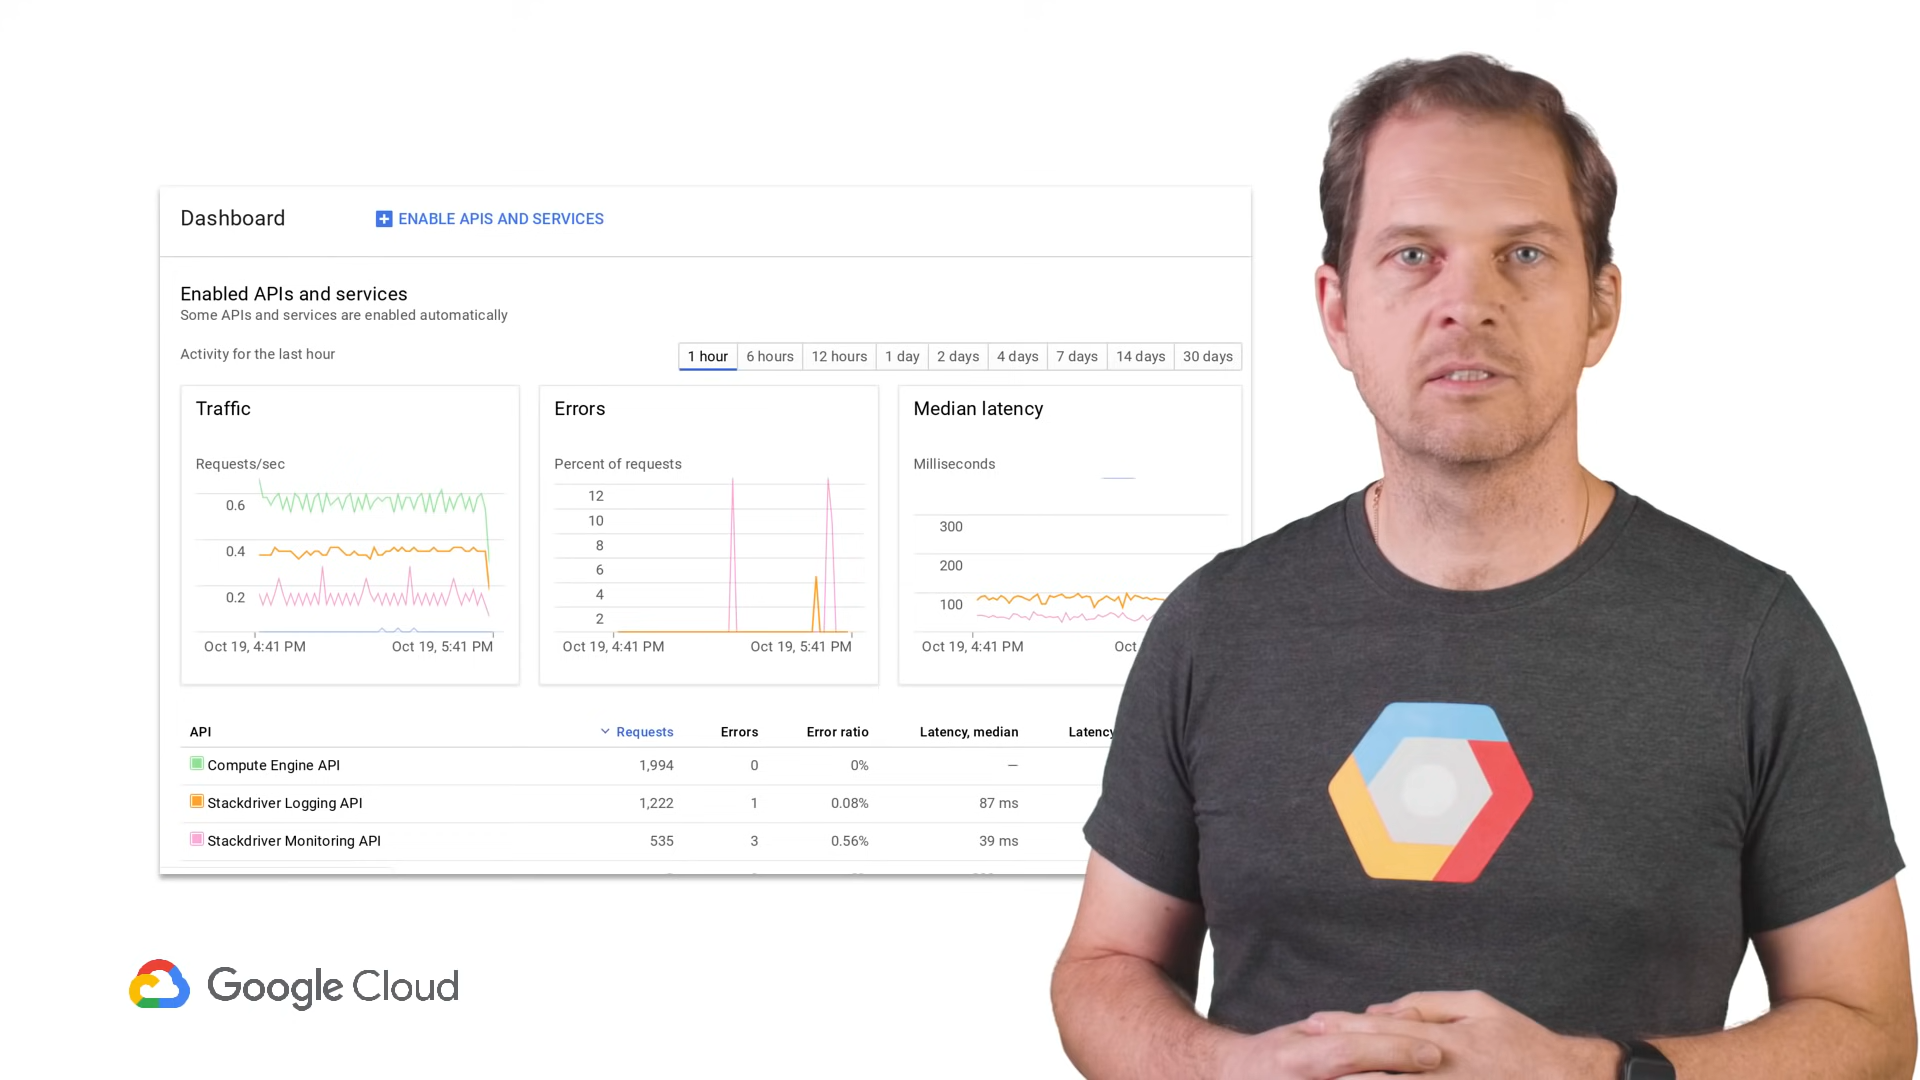 Dashboard
ENABLE APIS AND SERVICES
Enabled APIs and services
Some APIs and services are enabled automatically
Activity for the last hour
1 hour 6 hours 12 hours 1 day 2 days 4 days 7 days 14 days 30 days
Traffic
Requests/sec
0.6
0.4
0.2
Oct 19, 4:41 PM Oct 19, 5:41 PM
Errors
Percent of requests
12
10
8
6
4
2
Oct 19, 4:41 PM Oct 19, 5:41 PM
Median latency
Milliseconds
300
200
100
Oct 19, 4:41 PM Oct
API Requests Errors Error ratio Latency, median Latency
Compute Engine API 1,994 0 0% —
Stackdriver Logging API 1,222 1 0.08% 87 ms
Stackdriver Monitoring API 535 3 0.56% 39 ms
Google Cloud